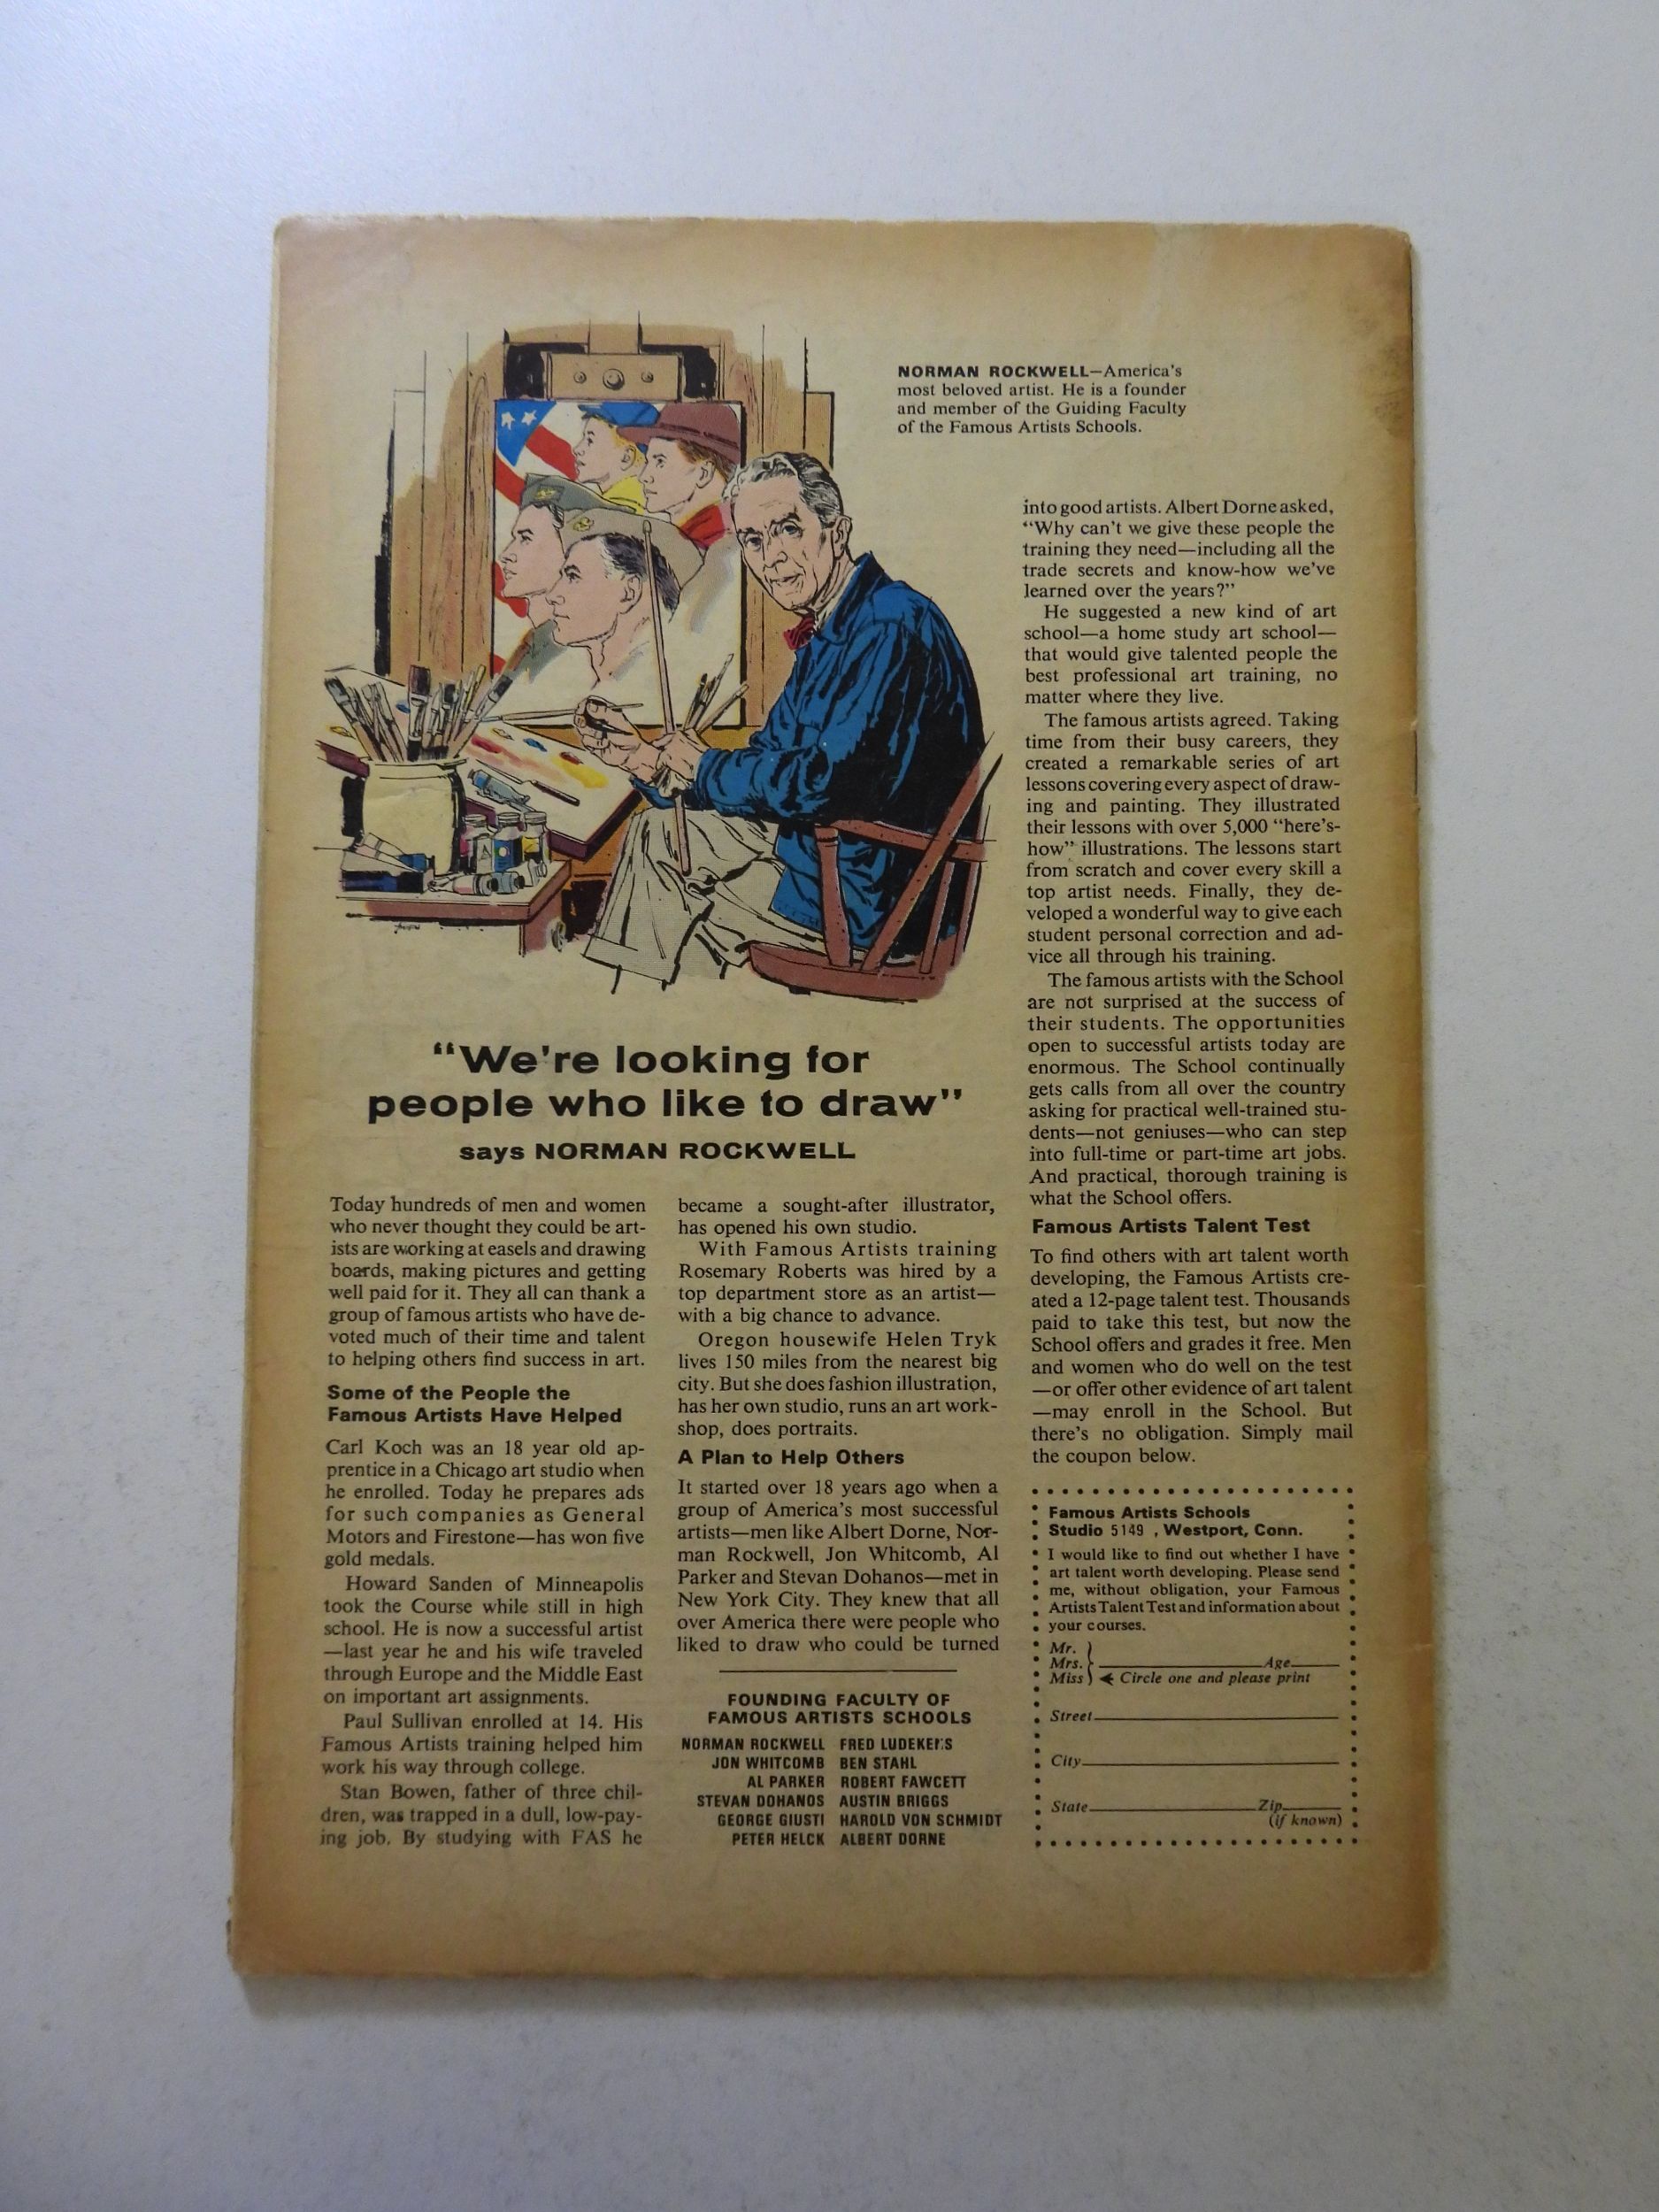 NORMAN ROCKWELL—America's
most beloved artist. He is a founder
and member of the Guiding Faculty
of the Famous Artists Schools.
"We're looking for
people who like to draw"
says NORMAN ROCKWELL
Today hundreds of men and women
who never thought they could be art-
ists are working at easels and drawing
boards, making pictures and getting
well paid for it. They all can thank a
group of famous artists who have de-
voted much of their time and talent
to helping others find success in art.
Some of the People the
Famous Artists Have Helped
Carl Koch was an 18 year old ap-
prentice in a Chicago art studio when
he enrolled. Today he prepares ads
for such companies as General
Motors and Firestone—has won five
gold medals.
Howard Sanden of Minneapolis
took the Course while still in high
school. He is now a successful artist
—last year he and his wife traveled
through Europe and the Middle East
on important art assignments.
Paul Sullivan enrolled at 14. His
Famous Artists training helped him
work his way through college.
Stan Bowen, father of three chil-
dren, was trapped in a dull, low-pay-
ing job. By studying with FAS he
became a sought-after illustrator,
has opened his own studio.
With Famous Artists training
Rosemary Roberts was hired by a
top department store as an artist—
with a big chance to advance.
Oregon housewife Helen Tryk
lives 150 miles from the nearest big
city. But she does fashion illustration,
has her own studio, runs an art work-
shop, does portraits.
A Plan to Help Others
It started over 18 years ago when a
group of America's most successful
artists—men like Albert Dorne, Nor-
man Rockwell, Jon Whitcomb, Al
Parker and Stevan Dohanos—met in
New York City. They knew that all
over America there were people who
liked to draw who could be turned
FOUNDING FACULTY OF
FAMOUS ARTISTS SCHOOLS
NORMAN ROCKWELL FRED LUDEKENS
JON WHITCOMB BEN STAHL
AL PARKER ROBERT FAWCETT
STEVAN DOHANOS AUSTIN BRIGGS
GEORGE GIUSTI HAROLD VON SCHMIDT
PETER HELCK ALBERT DORNE
into good artists. Albert Dorne asked,
"Why can't we give these people the
training they need—including all the
trade secrets and know-how we've
learned over the years?"
He suggested a new kind of art
school—a home study art school—
that would give talented people the
best professional art training, no
matter where they live.
The famous artists agreed. Taking
time from their busy careers, they
created a remarkable series of art
lessons covering every aspect of draw-
ing and painting. They illustrated
their lessons with over 5,000 "here's-
how" illustrations. The lessons start
from scratch and cover every skill a
top artist needs. Finally, they de-
veloped a wonderful way to give each
student personal correction and ad-
vice all through his training.
The famous artists with the School
are not surprised at the success of
their students. The opportunities
open to successful artists today are
enormous. The School continually
gets calls from all over the country
asking for practical well-trained stu-
dents—not geniuses—who can step
into full-time or part-time art jobs.
And practical, thorough training is
what the School offers.
Famous Artists Talent Test
To find others with art talent worth
developing, the Famous Artists cre-
ated a 12-page talent test. Thousands
paid to take this test, but now the
School offers and grades it free. Men
and women who do well on the test
—or offer other evidence of art talent
—may enroll in the School. But
there's no obligation. Simply mail
the coupon below.
Famous Artists Schools
Studio 5149 , Westport, Conn.
I would like to find out whether I have
art talent worth developing. Please send
me, without obligation, your Famous
Artists Talent Test and information about
your courses.
Mr.
Mrs. Age
Miss Circle one and please print
Street
City
State Zip
(if known)